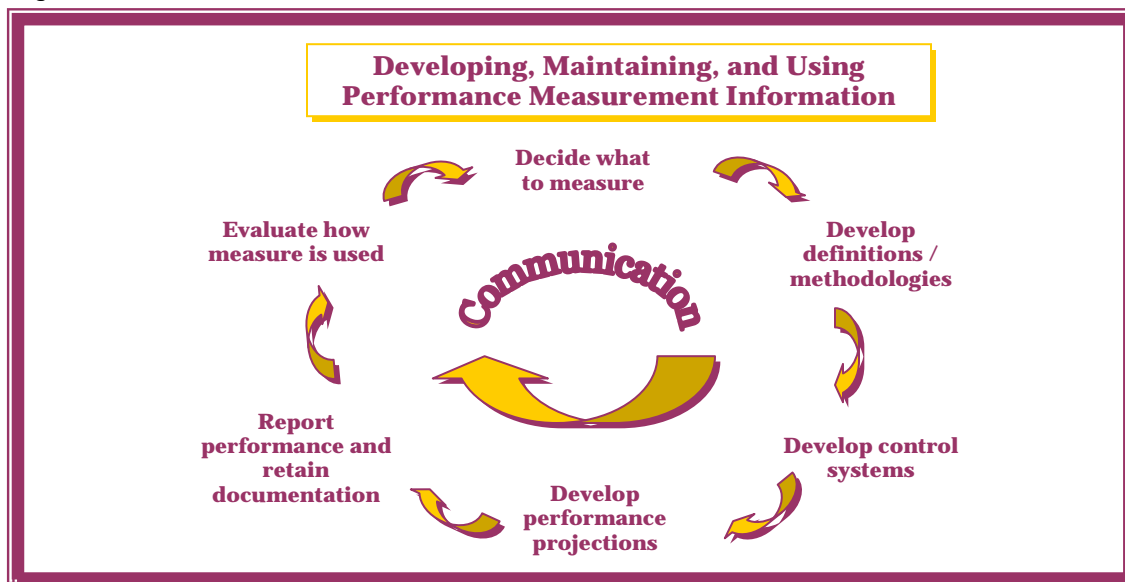 Developing, Maintaining, and Using
Performance Measurement Information
Decide what
to measure
Develop
definitions /
methodologies
Develop control
systems
Develop
performance
projections
Report
performance and
retain
documentation
Evaluate how
measure is used
Communication